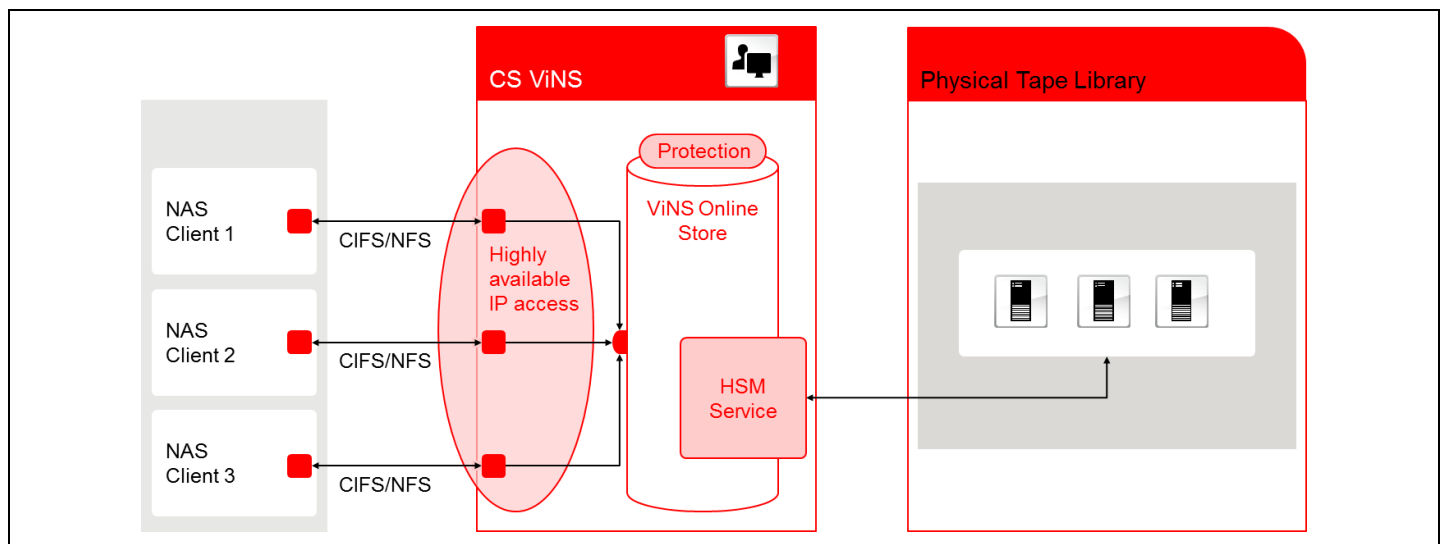 CS ViNS
Physical Tape Library
Protection
NAS
Client 1
CIFS/NFS
Highly
available
IP access
ViNS Online
Store
NAS
Client 2
CIFS/NFS
HSM
Service
NAS
Client 3
CIFS/NFS